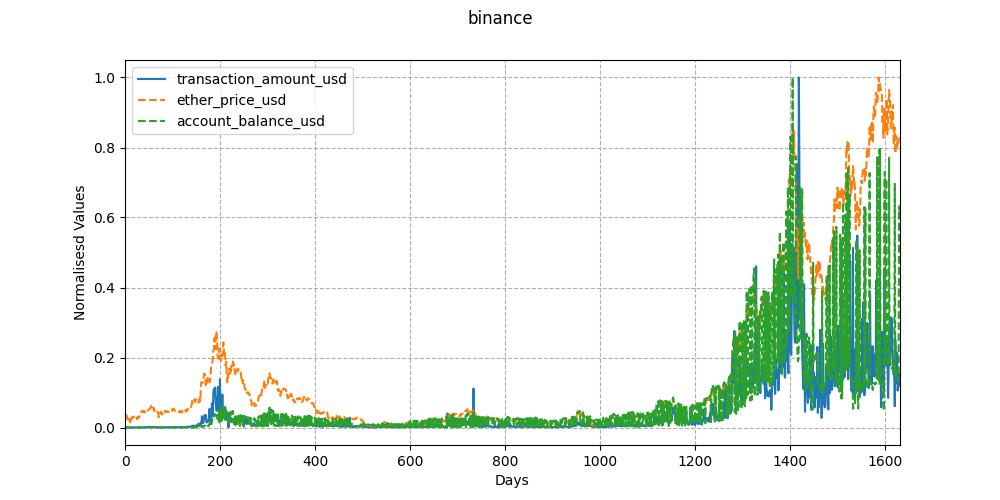 binance
transaction_amount_usd
ether_price_usd
account_balance_usd
Normalisesd Values
1.0
0.8
0.6
0.4
0.2
0.0
0 200 400 600 800 1000 1200 1400 1600
Days